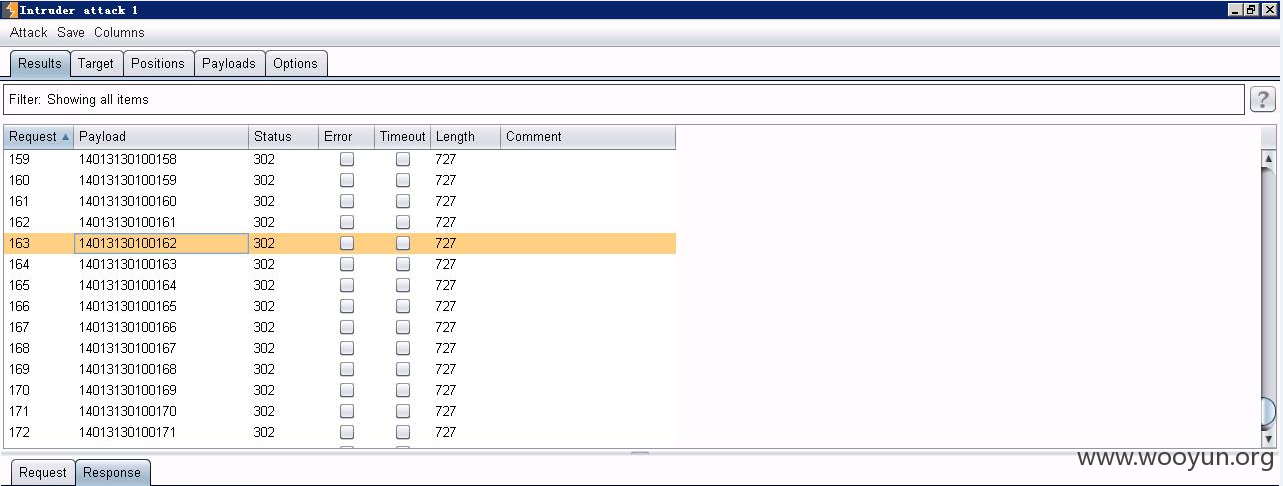 Intruder attack 1
Attack Save Columns
Results Target Positions Payloads Options
Filter: Showing all items
?
Request Payload Status Error Timeout Length Comment
159 14013130100158 302 727
160 14013130100159 302 727
161 14013130100160 302 727
162 14013130100161 302 727
163 14013130100162 302 727
164 14013130100163 302 727
165 14013130100164 302 727
166 14013130100165 302 727
167 14013130100166 302 727
168 14013130100167 302 727
169 14013130100168 302 727
170 14013130100169 302 727
171 14013130100170 302 727
172 14013130100171 302 727
www.wooyun.org
Request Response